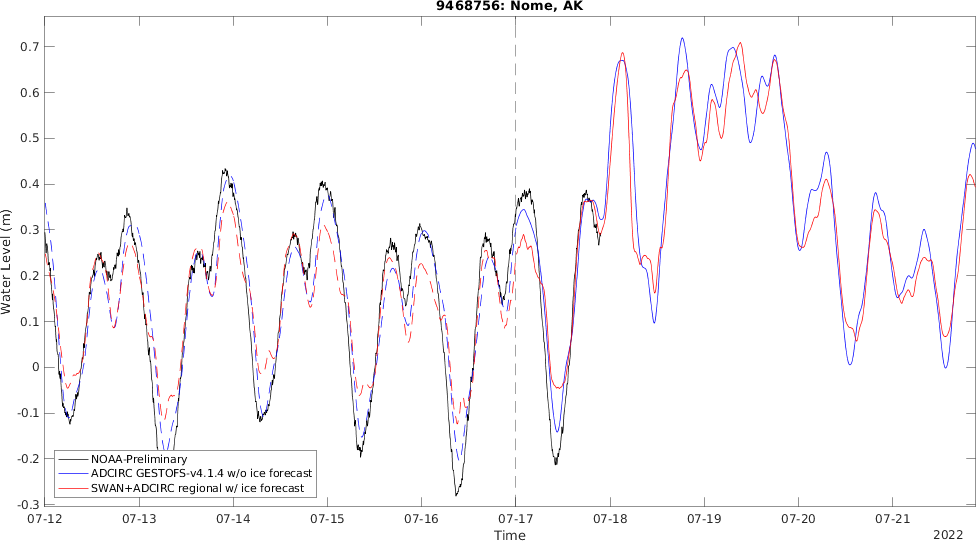 9468756: Nome, AK
0.7
0.6
0.5
0.4
0.3
0.2
0.1
0
-0.1
-0.2
-0.3
Water Level (m)
NOAA-Preliminary
ADCIRC GESTOFS-v4.1.4 w/o ice forecast
SWAN+ADCIRC regional w/ ice forecast
07-12 07-13 07-14 07-15 07-16 07-17 07-18 07-19 07-20 07-21
Time
2022